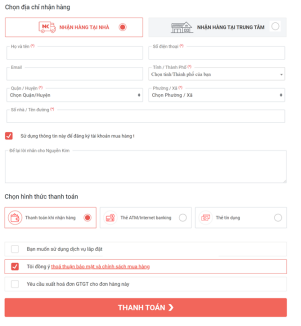 Chọn địa chỉ nhận hàng
NHẬN HÀNG TẠI NHÀ
NHẬN HÀNG TẠI TRUNG TÂM
Họ và tên (*)
Số điện thoại (*)
Email
Tỉnh / Thành Phố (*)
Chọn tỉnh/Thành phố của bạn
Quận / Huyện (*)
Chọn Quận/Huyện
Phường / Xã (*)
Chọn Phường / Xã
Số nhà / Tên đường (*)
Sử dụng thông tin này để đăng ký tài khoản mua hàng !
Để lại lời nhắn cho Nguyễn Kim
Chọn hình thức thanh toán
Thanh toán khi nhận hàng
Thẻ ATM/Internet banking
Thẻ tín dụng
Bạn muốn sử dụng dịch vụ lắp đặt
Tôi đồng ý thoả thuận bảo mật và chính sách mua hàng
Yêu cầu xuất hoá đơn GTGT cho đơn hàng này
THANH TOÁN ❯